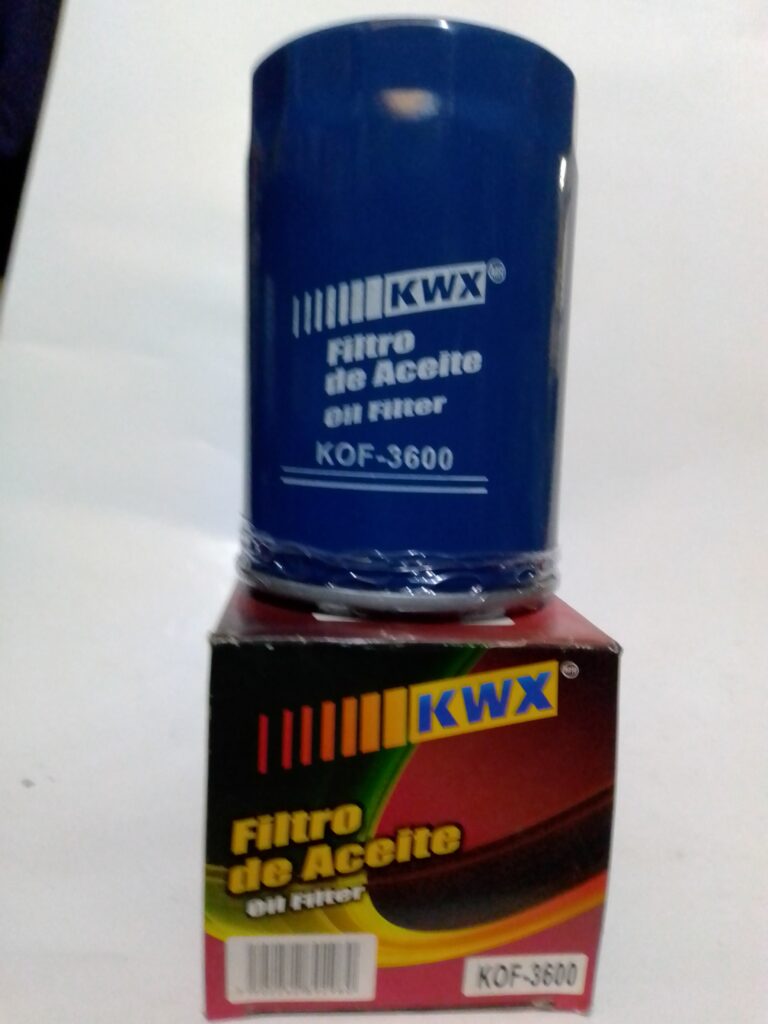 KWX
Filtro
de Aceite
Oil Filter
KOF-3600
KWX
Filtro
de Aceite
Oil Filter
KOF-3600